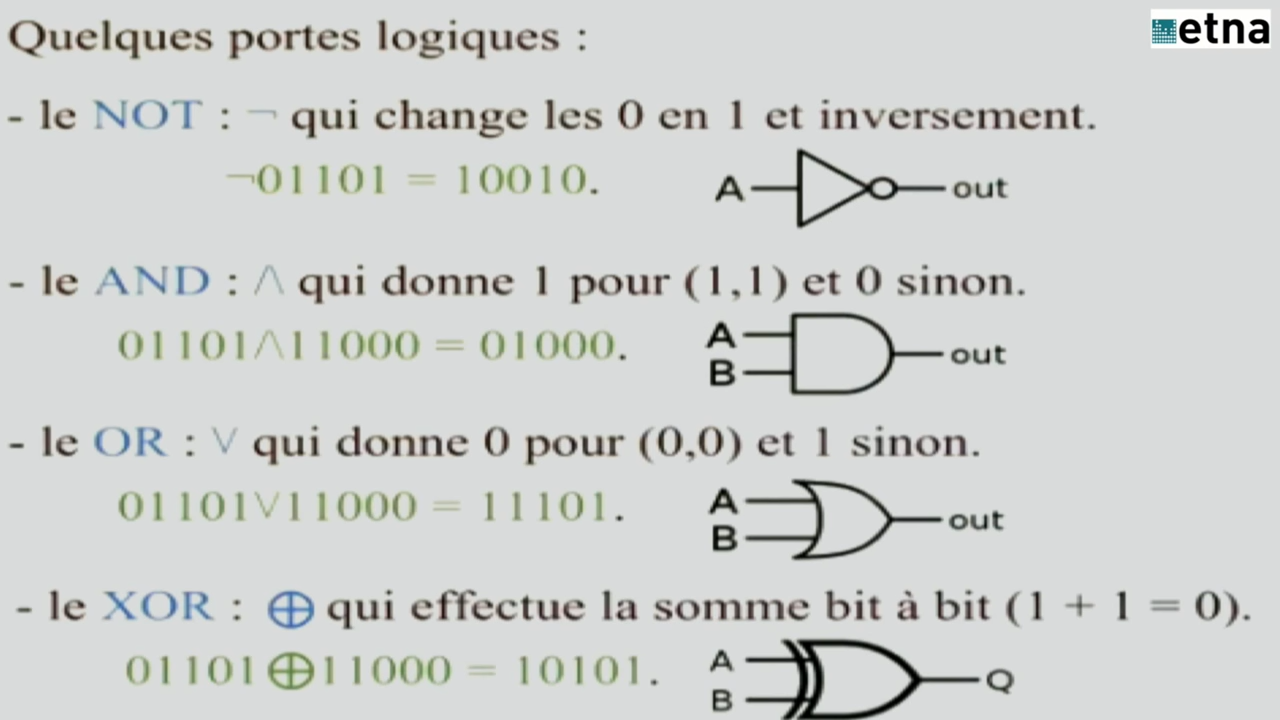 Quelques portes logiques :
etna
- le NOT : ¬ qui change les 0 en 1 et inversement.
¬01101 = 10010.
A out
- le AND : ∧ qui donne 1 pour (1,1) et 0 sinon.
01101∧11000 = 01000.
A
B
out
- le OR : ∨ qui donne 0 pour (0,0) et 1 sinon.
01101∨11000 = 11101.
A
B
out
- le XOR : ⊕ qui effectue la somme bit à bit (1 + 1 = 0).
01101⊕11000 = 10101.
A
B
Q